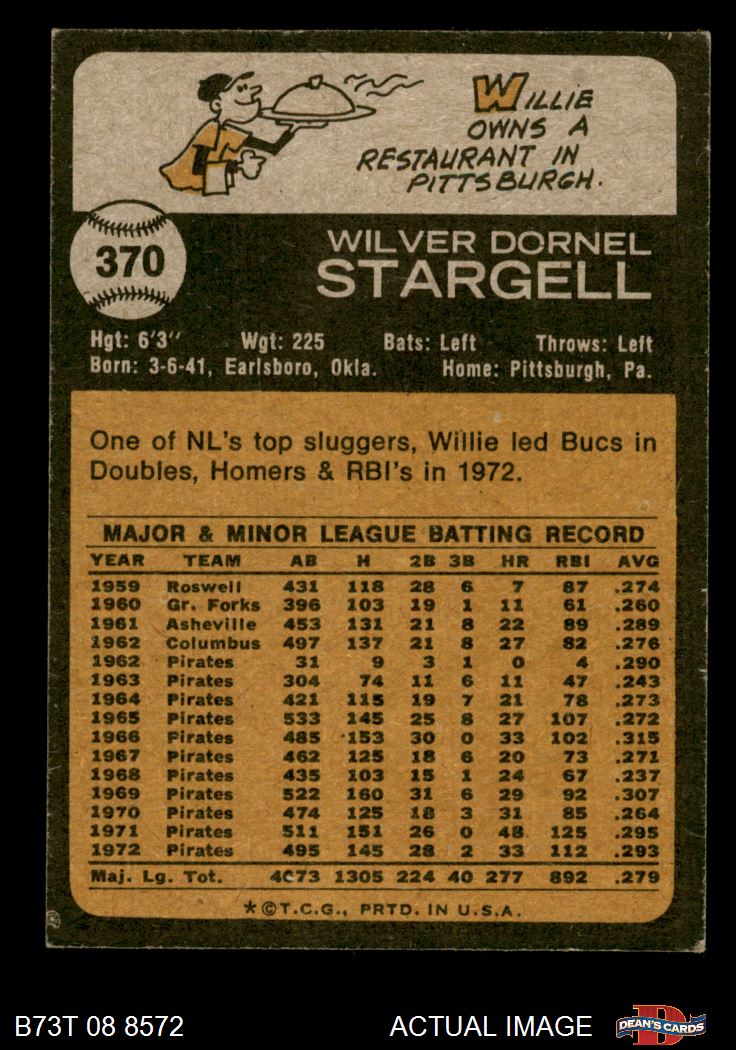 WILLIE
OWNS A
RESTAURANT IN
PITTSBURGH.
370
WILVER DORNEL
STARGELL
Hgt: 6'3" Wgt: 225 Bats: Left Throws: Left
Born: 3-6-41, Earlsboro, Okla. Home: Pittsburgh, Pa.
One of NL's top sluggers, Willie led Bucs in
Doubles, Homers & RBI's in 1972.
MAJOR & MINOR LEAGUE BATTING RECORD
YEAR TEAM AB H 2B 3B HR RBI AVG
1959 Roswell 431 118 28 6 7 87 .274
1960 Gr. Forks 396 103 19 1 11 61 .260
1961 Asheville 453 131 21 8 22 89 .289
1962 Columbus 497 137 21 8 27 82 .276
1962 Pirates 31 9 3 1 0 4 .290
1963 Pirates 304 74 11 6 11 47 .243
1964 Pirates 421 115 19 7 21 78 .273
1965 Pirates 533 145 25 8 27 107 .272
1966 Pirates 485 153 30 0 33 102 .315
1967 Pirates 462 125 18 6 20 73 .271
1968 Pirates 435 103 15 1 24 67 .237
1969 Pirates 522 160 31 6 29 92 .307
1970 Pirates 474 125 18 3 31 85 .264
1971 Pirates 511 151 26 0 48 125 .295
1972 Pirates 495 145 28 2 33 112 .293
Maj. Lg. Tot. 4673 1305 224 40 277 892 .279
*©T.C.G., PRTD. IN U.S.A.
B73T 08 8572 ACTUAL IMAGE DEAN'S CARDS